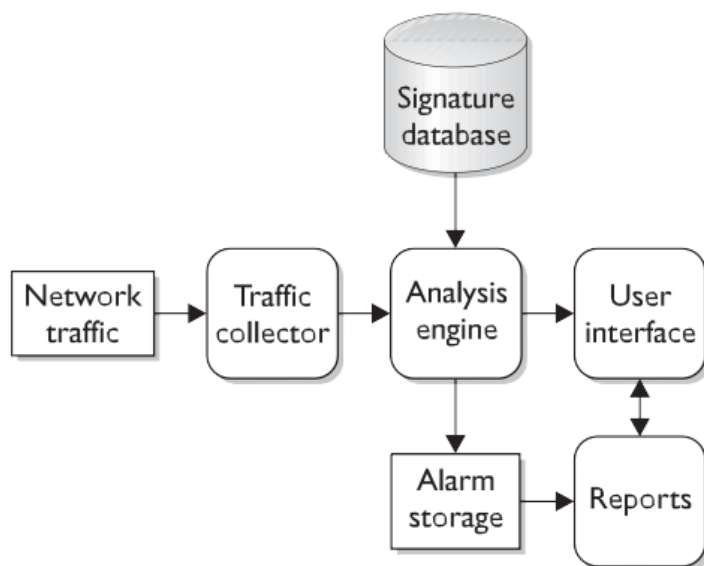 Signature
database
Network
traffic
Traffic
collector
Analysis
engine
User
interface
Alarm
storage
Reports